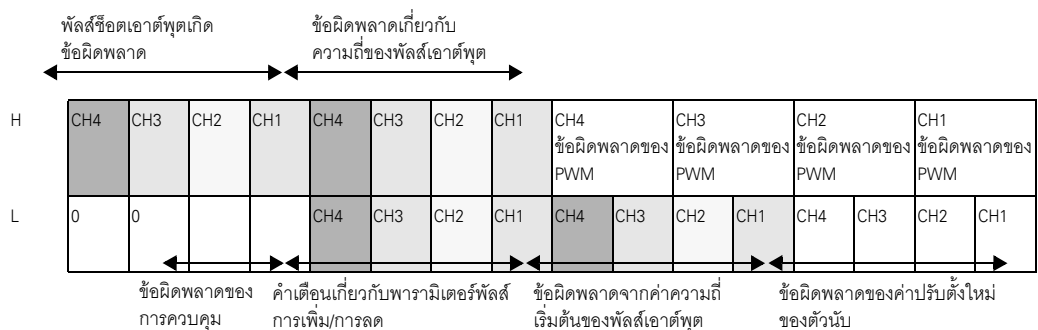 พัลส์ช็อตเอาต์พุตเกิด
ข้อผิดพลาด
ข้อผิดพลาดเกี่ยวกับ
ความถี่ของพัลส์เอาต์พุต
H
CH4 CH3 CH2 CH1 CH4 CH3 CH2 CH1 CH4 CH3 CH2 CH1
ข้อผิดพลาดของ ข้อผิดพลาดของ ข้อผิดพลาดของ ข้อผิดพลาดของ
PWM PWM PWM PWM
L
0 0 CH4 CH3 CH2 CH1 CH4 CH3 CH2 CH1 CH4 CH3 CH2 CH1
ข้อผิดพลาดของ
การควบคุม
คำเตือนเกี่ยวกับพารามิเตอร์พัลส์
การเพิ่ม/การลด
ข้อผิดพลาดจากค่าความถี่
เริ่มต้นของพัลส์เอาต์พุต
ข้อผิดพลาดของค่าปรับตั้งใหม่
ของตัวนับ